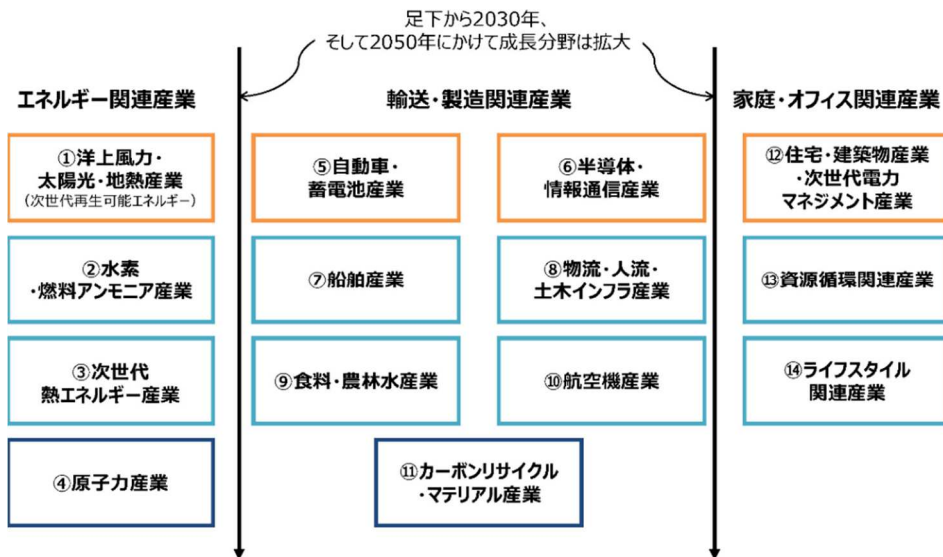 足下から2030年、
そして2050年にかけて成長分野は拡大
エネルギー関連産業
輸送・製造関連産業
家庭・オフィス関連産業
①洋上風力・
太陽光・地熱産業
（次世代再生可能エネルギー）
⑤自動車・
蓄電池産業
⑥半導体・
情報通信産業
⑫住宅・建築物産業
・次世代電力
マネジメント産業
②水素
・燃料アンモニア産業
⑦船舶産業
⑧物流・人流・
土木インフラ産業
⑬資源循環関連産業
③次世代
熱エネルギー産業
⑨食料・農林水産業
⑩航空機産業
⑭ライフスタイル
関連産業
④原子力産業
⑪カーボンリサイクル
・マテリアル産業